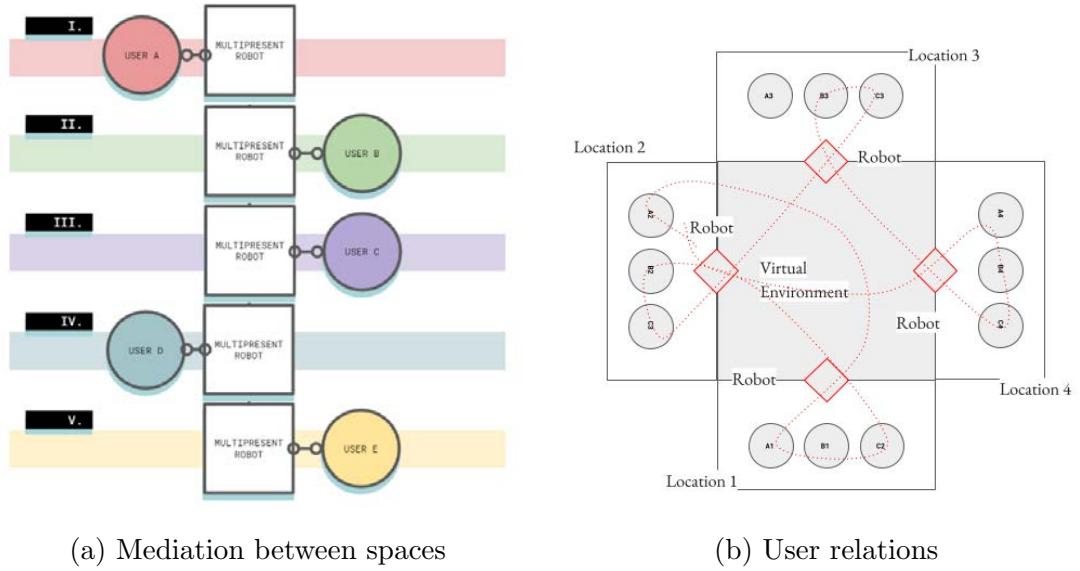 I.
USER A
MULTIPRESENT
ROBOT
II.
MULTIPRESENT
ROBOT
USER B
III.
MULTIPRESENT
ROBOT
USER C
IV.
USER D
MULTIPRESENT
ROBOT
V.
MULTIPRESENT
ROBOT
USER E
(a) Mediation between spaces
Location 3
A3
B3
C3
Robot
Location 2
A2
B2
Robot
Virtual
Environment
A4
B4
C4
Robot
Location 4
Robot
A1
B1
C2
Location 1
(b) User relations